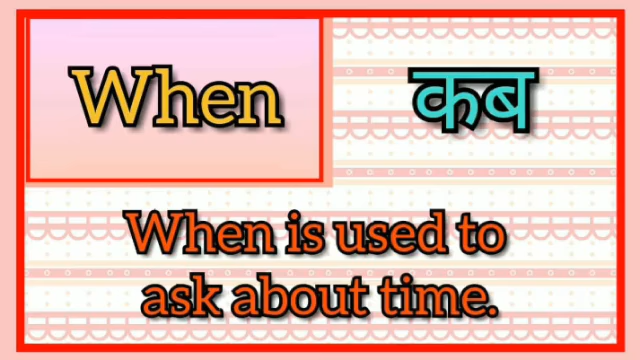 When
कब
When is used to
ask about time.